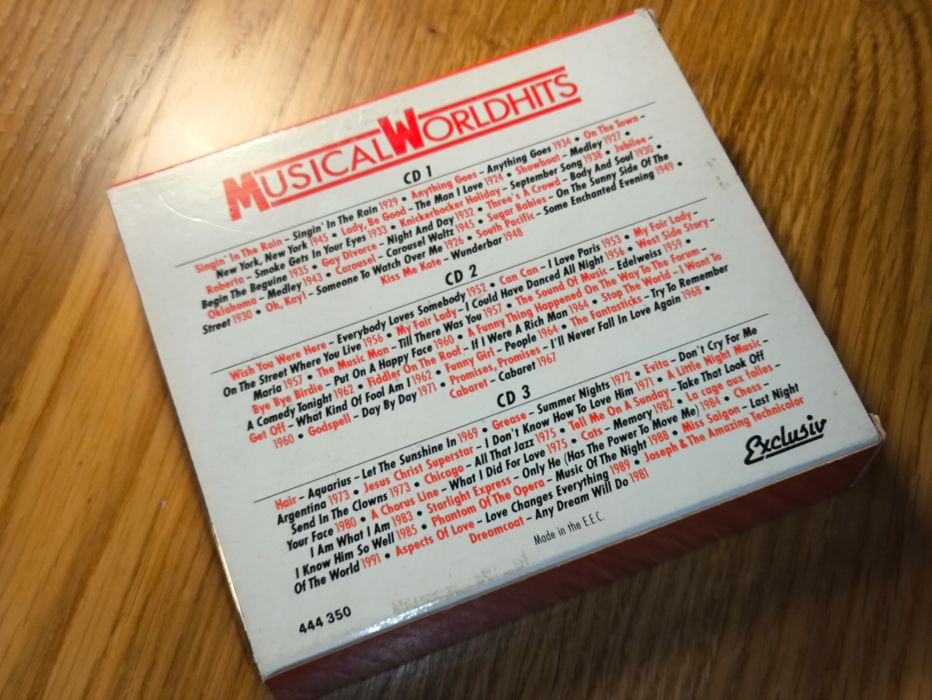 MUSICAL WORLDHITS
CD 1
Singin' In The Rain – Singin' In The Rain 1929 • Anything Goes – Anything Goes 1934 • On The Town –
New York, New York 1945 • Lady, Be Good – The Man I Love 1924 • Showboat – Medley 1927 •
Roberta – Smoke Gets In Your Eyes 1933 • Knickerbocker Holiday – September Song 1938 • Jubilee –
Begin The Beguine 1935 • Gay Divorce – Night And Day 1932 • Three's A Crowd – Body And Soul 1930 •
Oklahoma – Medley 1943 • Carousel – Carousel Waltz 1945 • Sugar Babies – On The Sunny Side Of The
Street 1930 • Oh, Kay! – Someone To Watch Over Me 1926 • South Pacific – Some Enchanted Evening 1949 •
Kiss Me Kate – Wunderbar 1948
CD 2
Wish You Were Here – Everybody Loves Somebody 1952 • Can Can – I Love Paris 1953 • My Fair Lady –
On The Street Where You Live 1956 • My Fair Lady – I Could Have Danced All Night 1956 • West Side Story –
Maria 1957 • The Music Man – Till There Was You 1957 • The Sound Of Music – Edelweiss 1959 •
Bye Bye Birdie – Put On A Happy Face 1960 • A Funny Thing Happened On The Way To The Forum –
A Comedy Tonight 1962 • Fiddler On The Roof – If I Were A Rich Man 1964 • Stop The World – I Want To
Get Off – What Kind Of Fool Am I 1962 • Funny Girl – People 1964 • The Fantasticks – Try To Remember
1960 • Godspell – Day By Day 1971 • Promises, Promises – I'll Never Fall In Love Again 1968 •
Cabaret – Cabaret 1967
CD 3
Hair – Aquarius – Let The Sunshine In 1969 • Grease – Summer Nights 1972 • Evita – Don't Cry For Me
Argentina 1973 • Jesus Christ Superstar – I Don't Know How To Love Him 1971 • A Little Night Music –
Send In The Clowns 1973 • Chicago – All That Jazz 1975 • Tell Me On A Sunday – Take That Look Off
Your Face 1980 • A Chorus Line – What I Did For Love 1975 • Cats – Memory 1982 • La cage aux folles –
I Am What I Am 1983 • Starlight Express – Only He (Has The Power To Move Me) 1984 • Chess –
I Know Him So Well 1985 • Phantom Of The Opera – Music Of The Night 1988 • Miss Saigon – Last Night
Of The World 1991 • Aspects Of Love – Love Changes Everything 1989 • Joseph & The Amazing Technicolor
Dreamcoat – Any Dream Will Do 1981
Exclusiv
Made in the E.E.C.
444 350